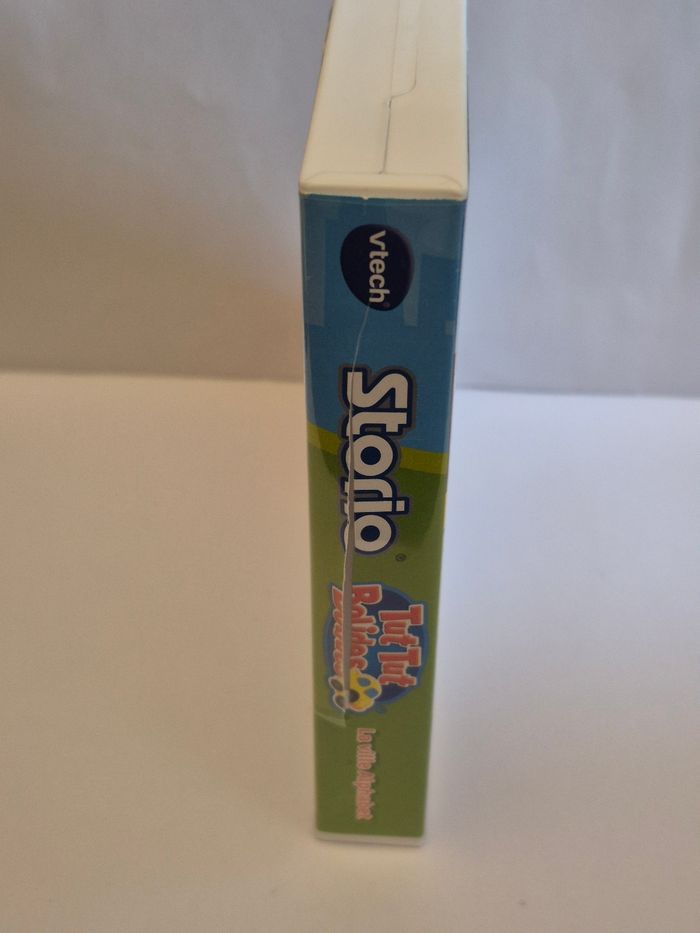 vtech
Storio®
Tut Tut
Bolides
La ville Alphabet